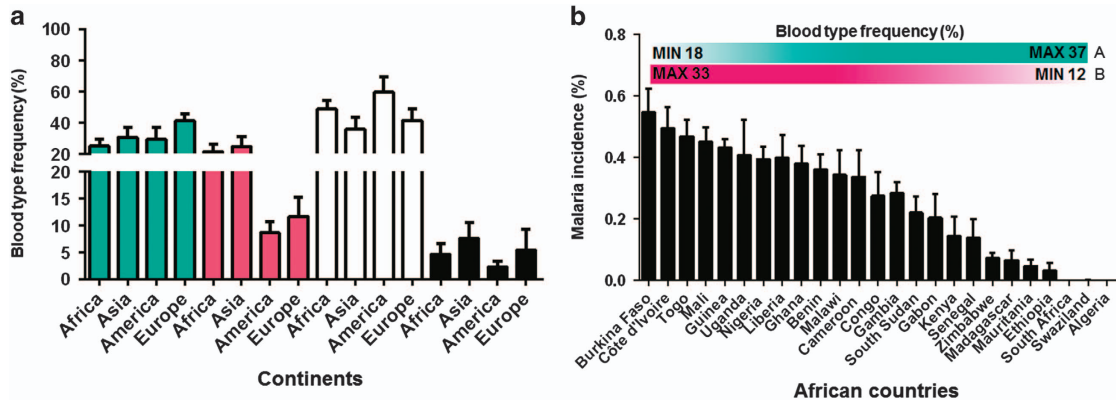 a
Blood type frequency (%)
100
80
60
40
20
20
15
10
5
0
Africa
Asia
America
Europe
Africa
Asia
America
Europe
Africa
Asia
America
Europe
Africa
Asia
America
Europe
Continents
b
Blood type frequency (%)
MIN 18 MAX 37 A
MAX 33 MIN 12 B
Malaria incidence (%)
0.8
0.6
0.4
0.2
0.0
Burkina Faso
Côte d'Ivoire
Togo
Mali
Guinea
Uganda
Nigeria
Liberia
Ghana
Benin
Malawi
Cameroon
Congo
Gambia
South Sudan
Gabon
Kenya
Senegal
Zimbabwe
Madagascar
Mauritania
Ethiopia
South Africa
Swaziland
Algeria
African countries